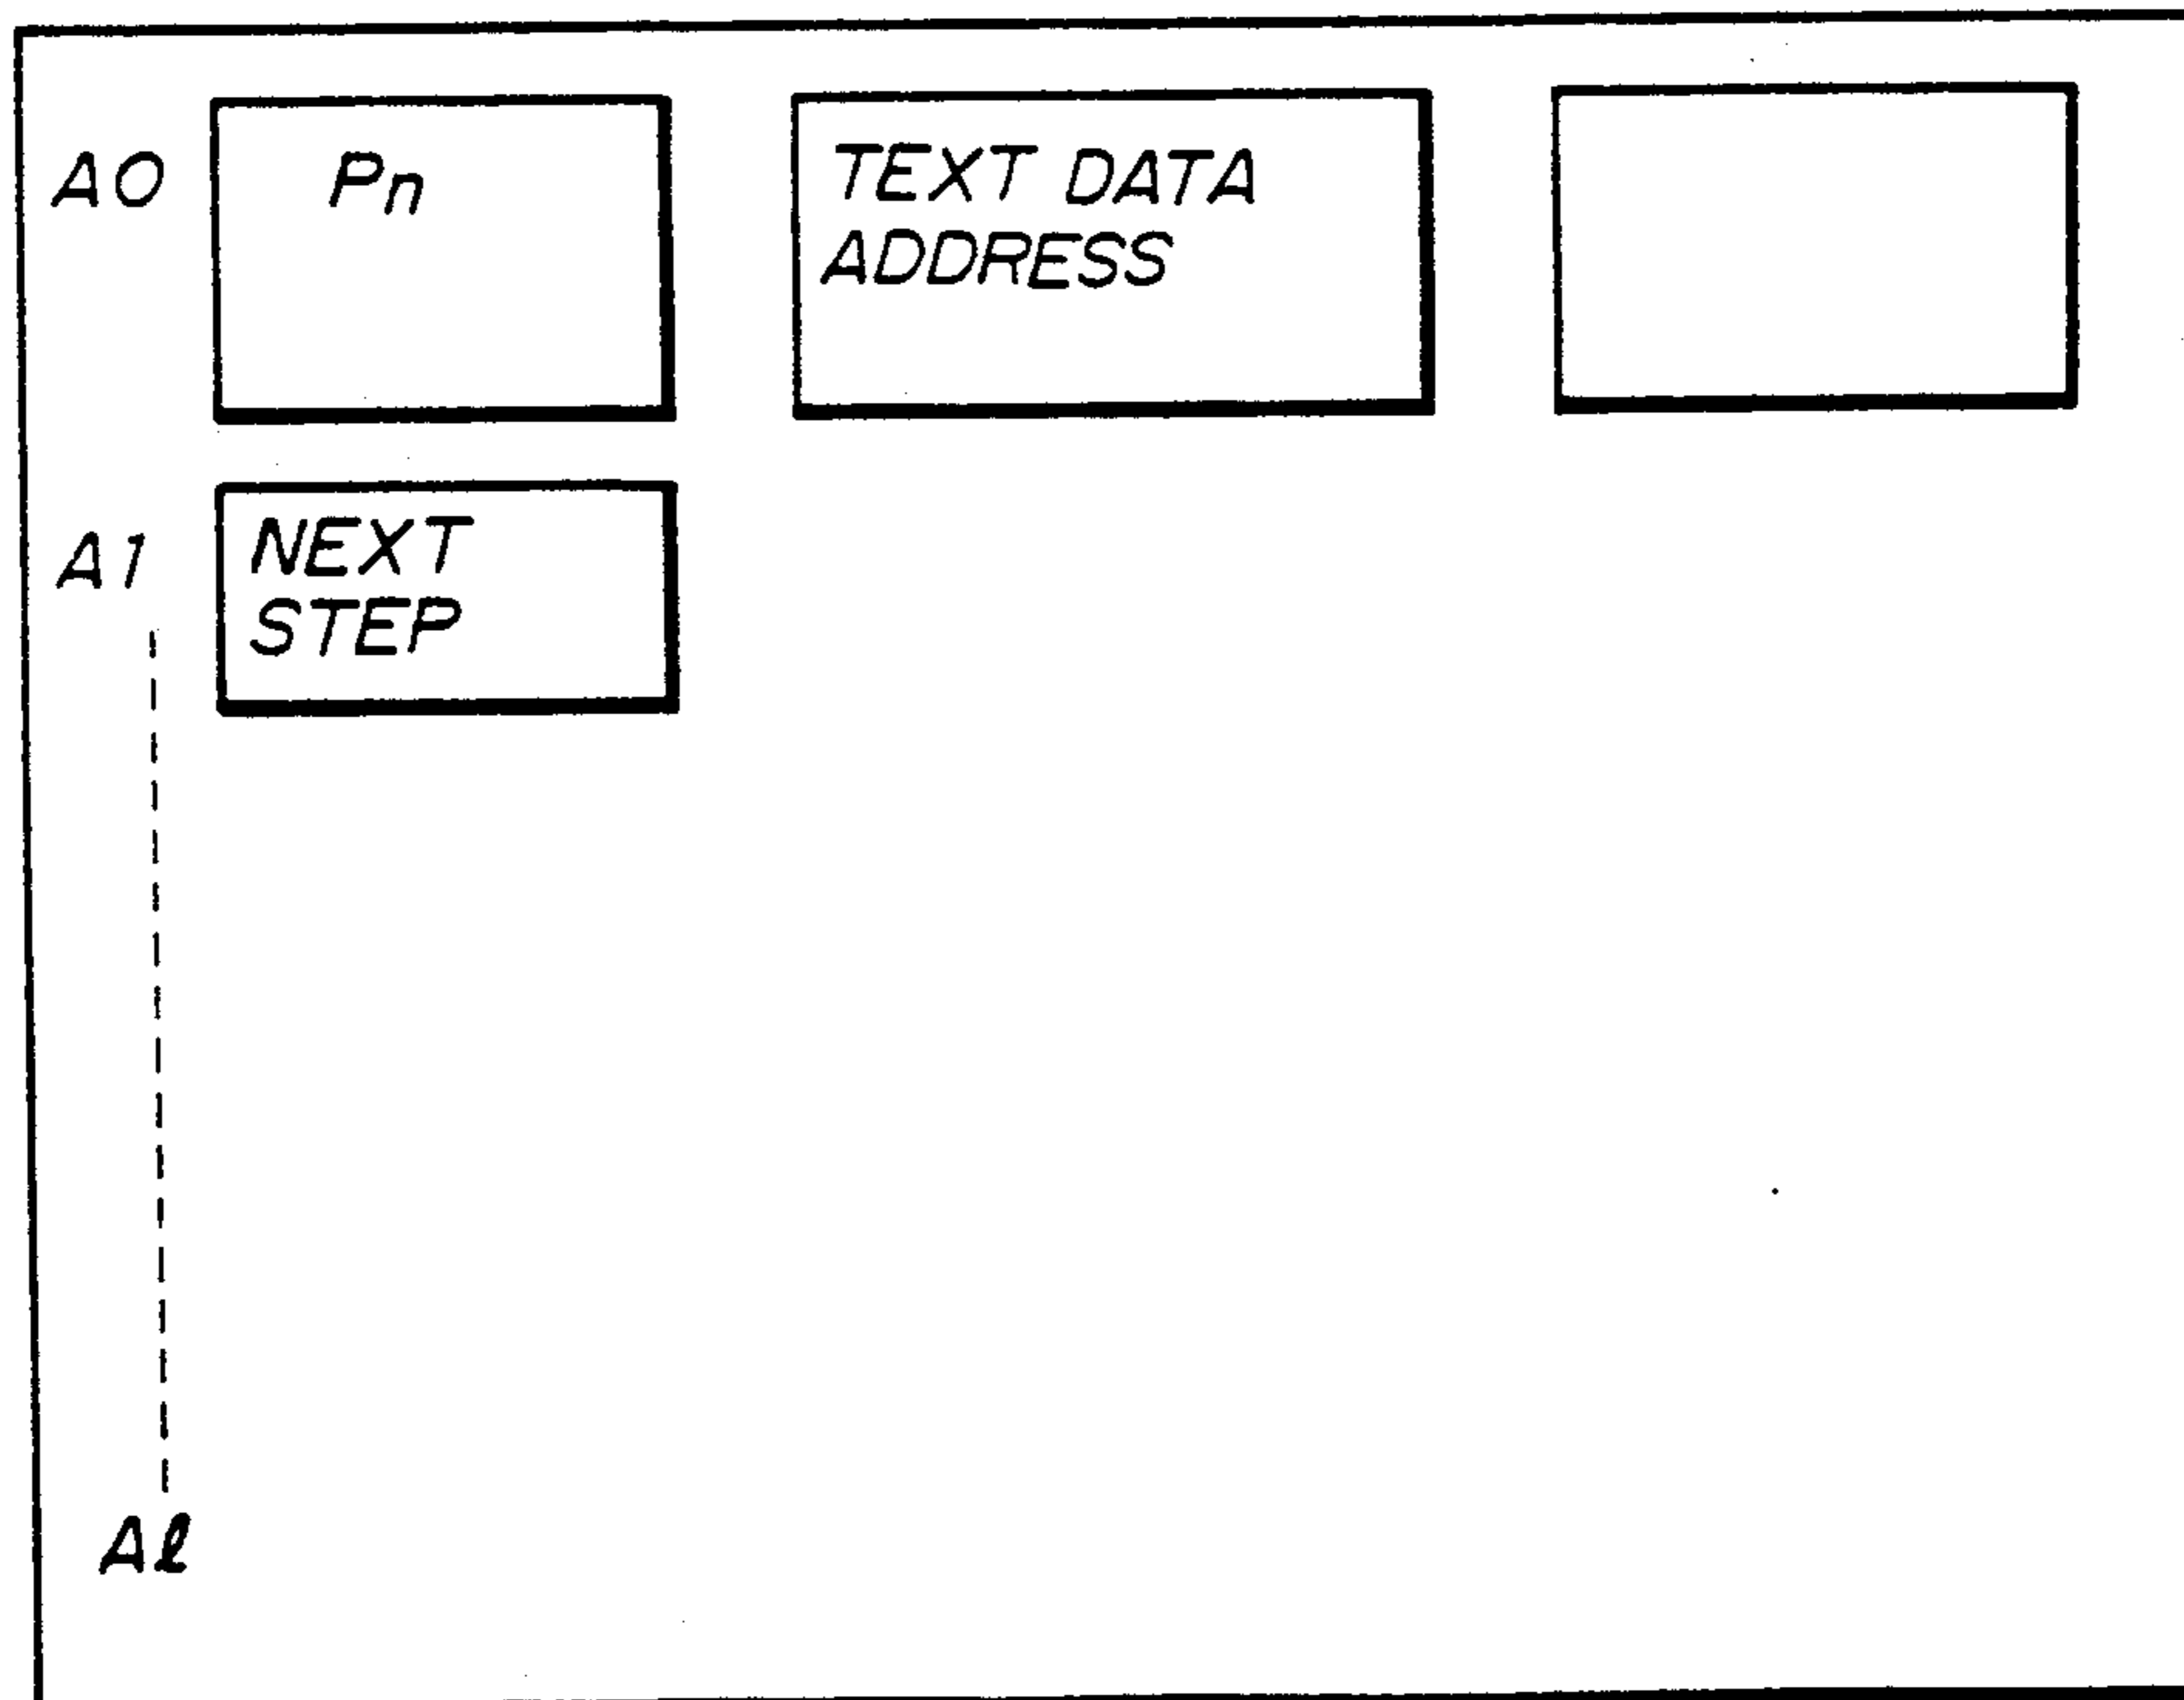 A0 Pn TEXT DATA
ADDRESS
A1 NEXT
STEP
Aℓ